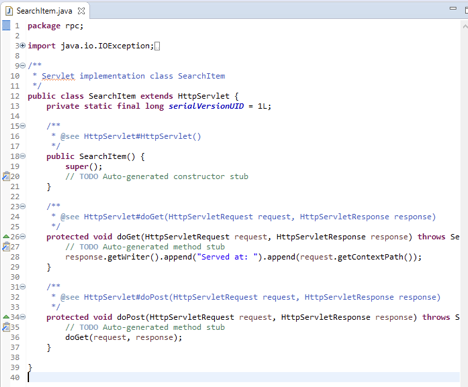 SearchItem.java
1 package rpc;
2
3 import java.io.IOException;
8
9 /**
10  * Servlet implementation class SearchItem
11  */
12 public class SearchItem extends HttpServlet {
13     private static final long serialVersionUID = 1L;
14
15     /**
16      * @see HttpServlet#HttpServlet()
17      */
18     public SearchItem() {
19         super();
20         // TODO Auto-generated constructor stub
21     }
22
23     /**
24      * @see HttpServlet#doGet(HttpServletRequest request, HttpServletResponse response)
25      */
26     protected void doGet(HttpServletRequest request, HttpServletResponse response) throws Se
27         // TODO Auto-generated method stub
28         response.getWriter().append("Served at: ").append(request.getContextPath());
29     }
30
31     /**
32      * @see HttpServlet#doPost(HttpServletRequest request, HttpServletResponse response)
33      */
34     protected void doPost(HttpServletRequest request, HttpServletResponse response) throws S
35         // TODO Auto-generated method stub
36         doGet(request, response);
37     }
38
39 }
40